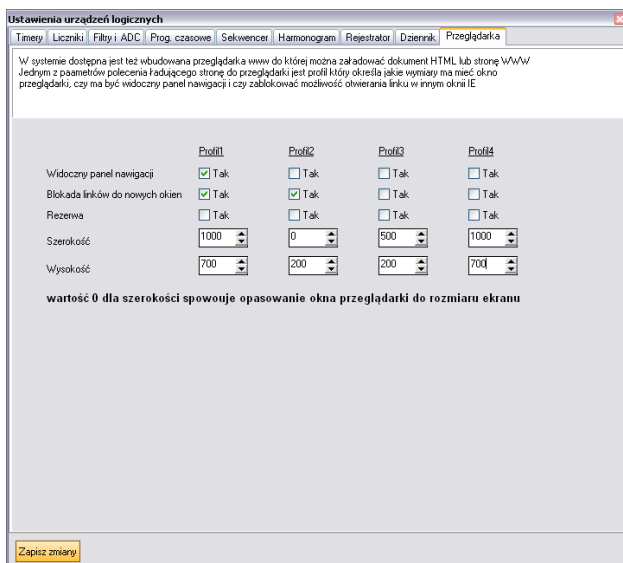 Ustawienia urządzeń logicznych
Timery Liczniki Filtry i ADC Prog. czasowe Sekwencer Harmonogram Rejestrator Dziennik Przeglądarka
W systemie dostępna jest też wbudowana przeglądarka www do której można załadować dokument HTML lub stronę WWW
Jednym z paametrów polecenia ładującego stronę do przeglądarki jest profil który określa jakie wymiary ma mieć okno
przeglądarki, czy ma być widoczny panel nawigacji i czy zablokować możliwość otwierania linku w innym oknii IE
Profil1 Profil2 Profil3 Profil4
Widoczny panel nawigacji Tak Tak Tak Tak
Blokada linków do nowych okien Tak Tak Tak Tak
Rezerwa Tak Tak Tak Tak
Szerokość 1000 0 500 1000
Wysokość 700 200 200 700
wartość 0 dla szerokości spowouje opasowanie okna przeglądarki do rozmiaru ekranu
Zapisz zmiany